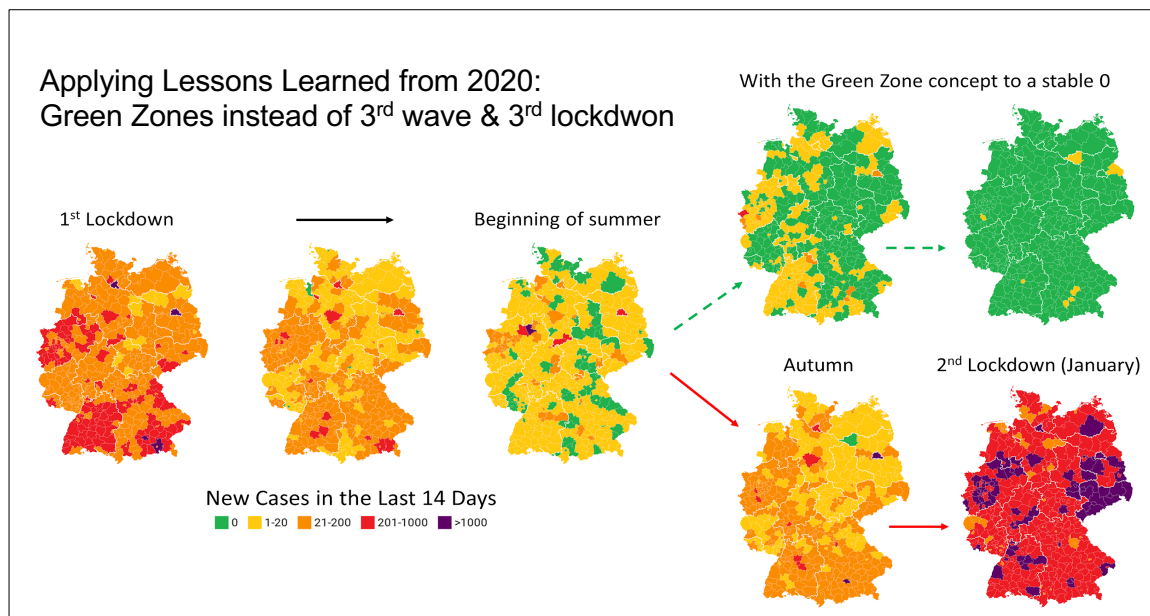 Applying Lessons Learned from 2020:
Green Zones instead of 3rd wave & 3rd lockdwon
With the Green Zone concept to a stable 0
1st Lockdown
Beginning of summer
Autumn
2nd Lockdown (January)
New Cases in the Last 14 Days
0 1-20 21-200 201-1000 >1000